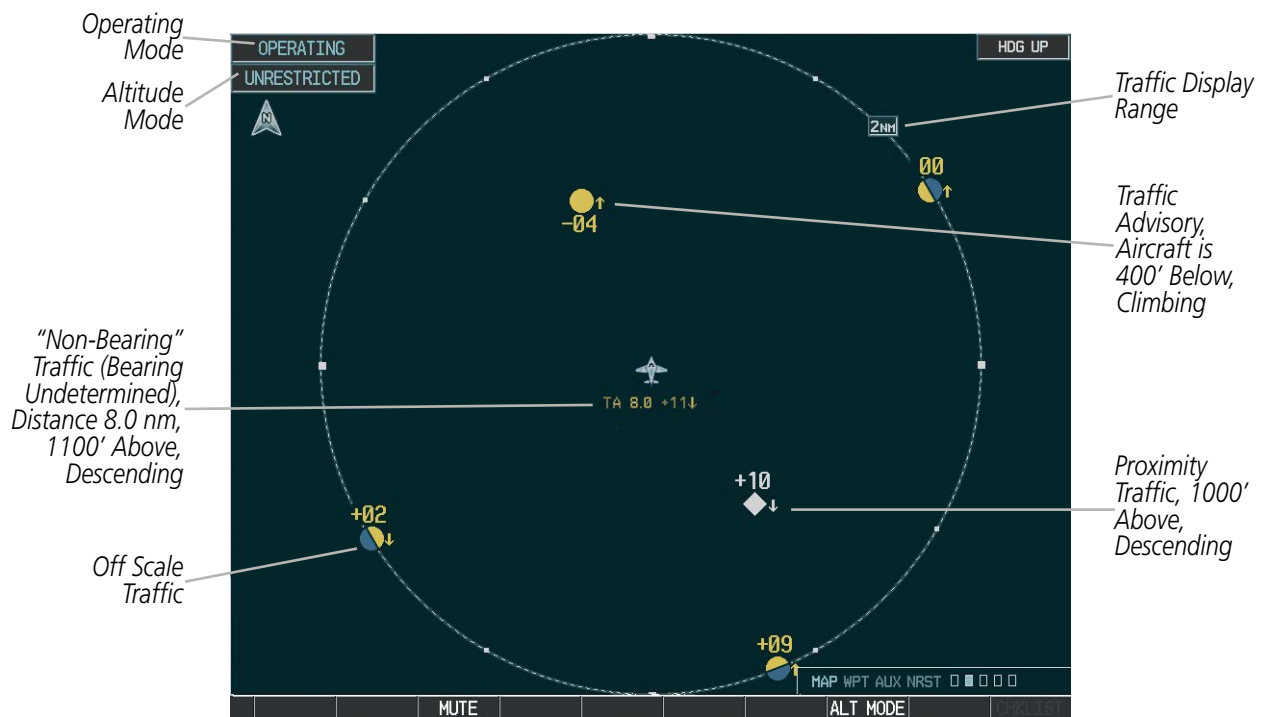 Operating
Mode
OPERATING
HDG UP
UNRESTRICTED
Altitude
Mode
N
Traffic Display
Range
2NM
00
↑
Traffic
Advisory,
Aircraft is
400’ Below,
Climbing
↑
-04
“Non-Bearing”
Traffic (Bearing
Undetermined),
Distance 8.0 nm,
1100’ Above,
Descending
TA 8.0 +11↓
+10
↓
Proximity
Traffic, 1000’
Above,
Descending
+02
↓
Off Scale
Traffic
+09
↑
MAP WPT AUX NRST
MUTE
ALT MODE
CHKLIST